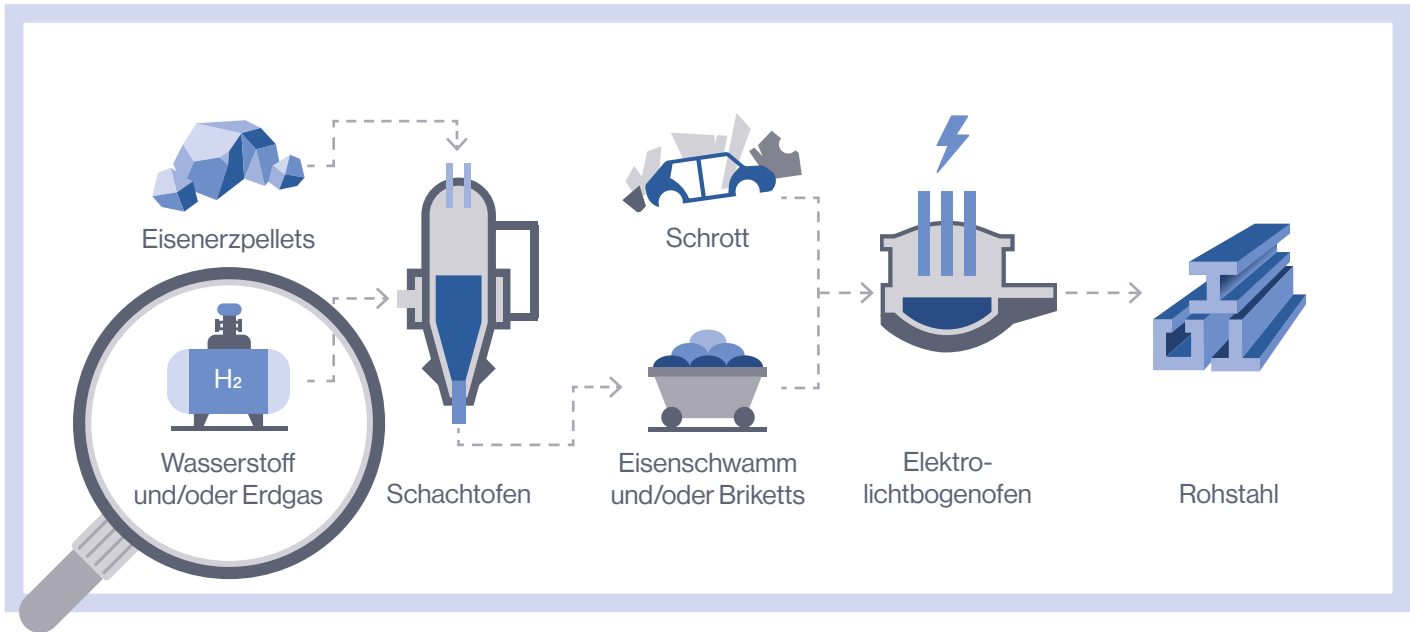 Eisenerzpellets
Schrott
H₂
Wasserstoff
und/oder Erdgas
Schachtofen
Eisenschwamm
und/oder Briketts
Elektro-
lichtbogenofen
Rohstahl